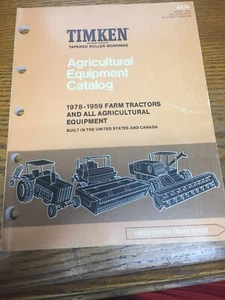 TIMKEN
TAPERED ROLLER BEARINGS
Agricultural
Equipment
Catalog
1978-1959 FARM TRACTORS
AND ALL AGRICULTURAL
EQUIPMENT
BUILT IN THE UNITED STATES AND CANADA